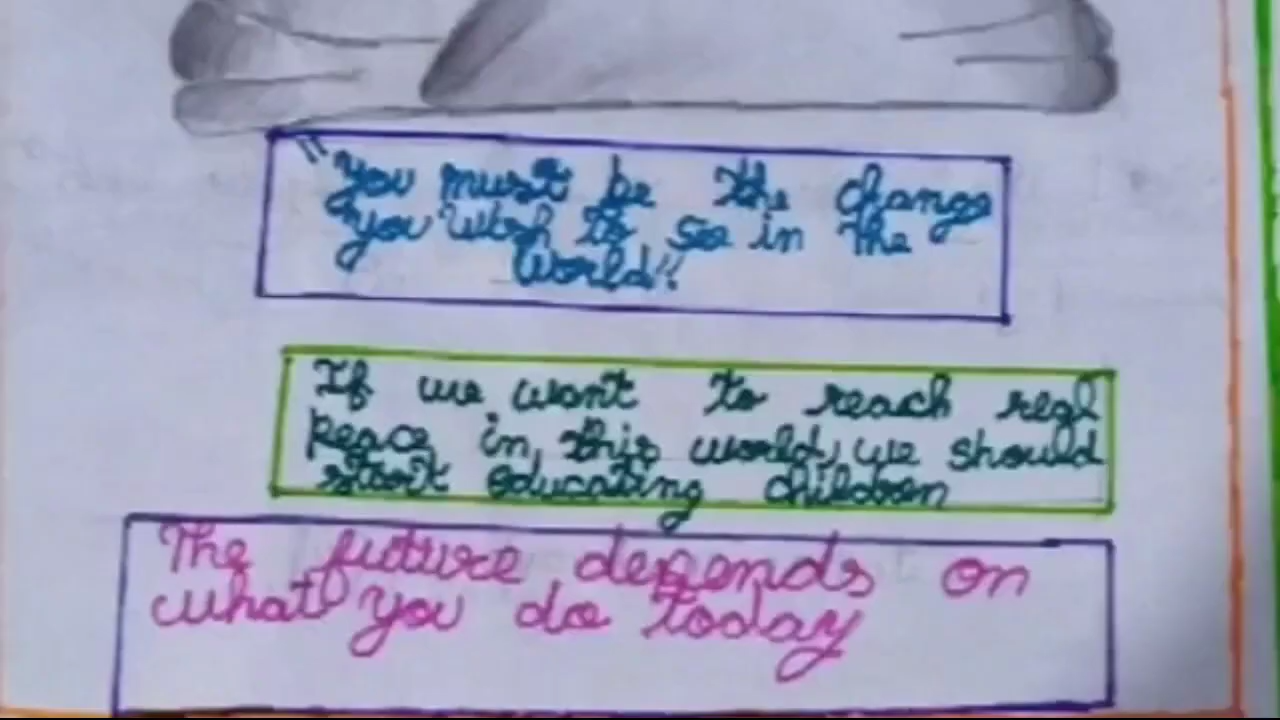 "You must be the change
you wish to see in the
world"
If we want to reach real
peace in this world, we should
start educating children
The future depends on
what you do today